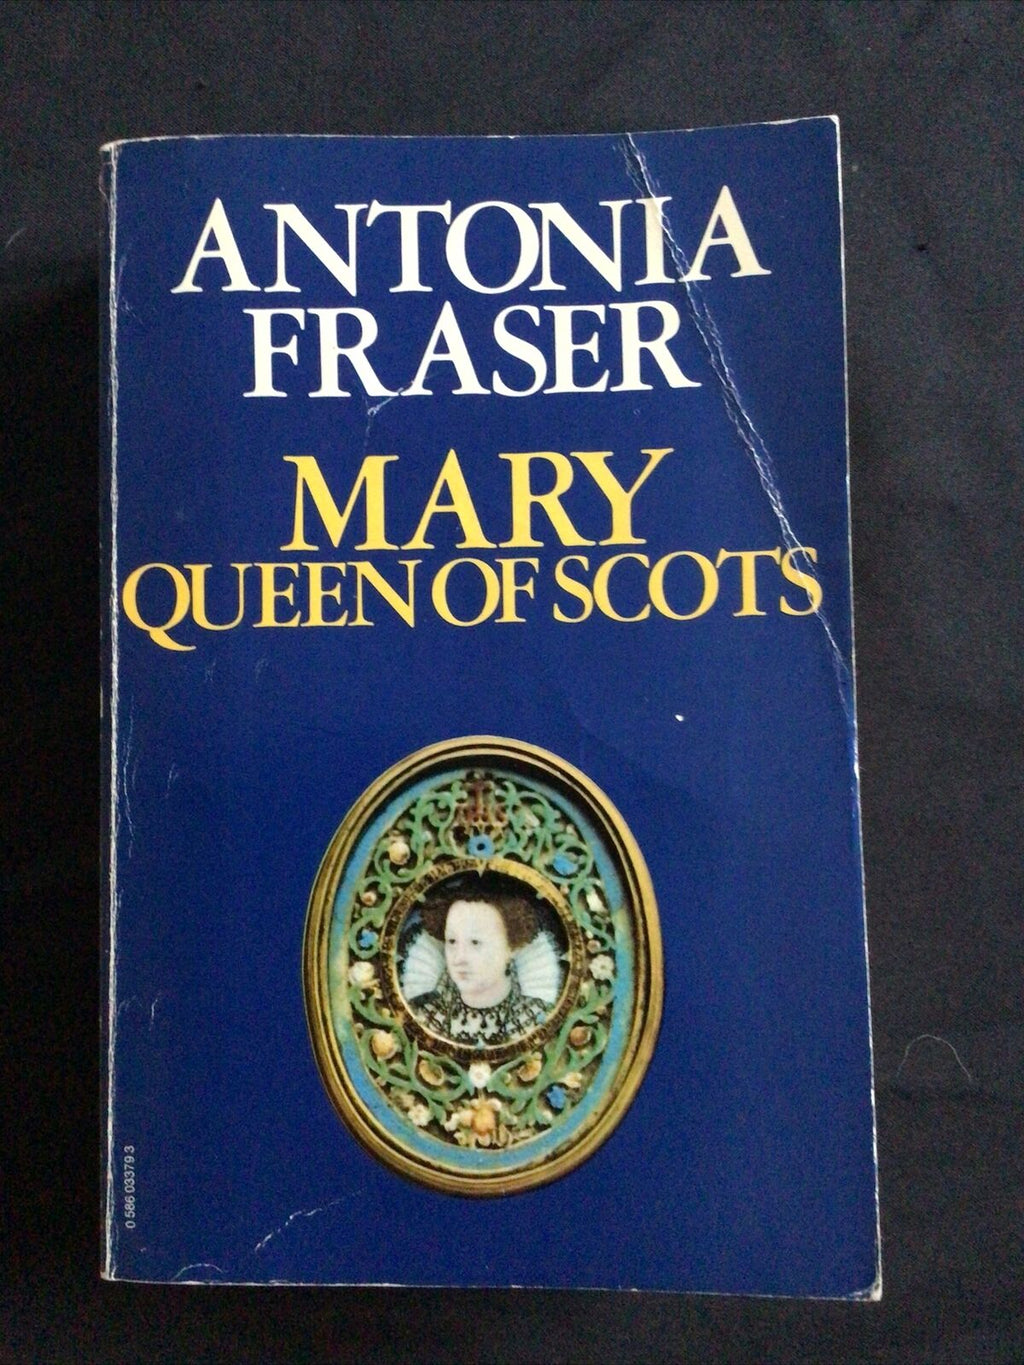 ANTONIA
FRASER
MARY
QUEEN OF SCOTS
0 586 03379 3